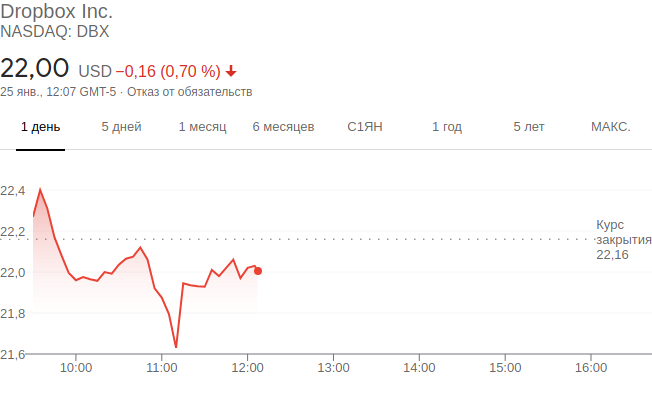 Dropbox Inc.
NASDAQ: DBX
22,00 USD −0,16 (0,70 %)
25 янв., 12:07 GMT-5 · Отказ от обязательств
1 день 5 дней 1 месяц 6 месяцев С1ЯН 1 год 5 лет МАКС.
22,4
22,2
22,0
21,8
21,6
Курс
закрытия
22,16
10:00 11:00 12:00 13:00 14:00 15:00 16:00